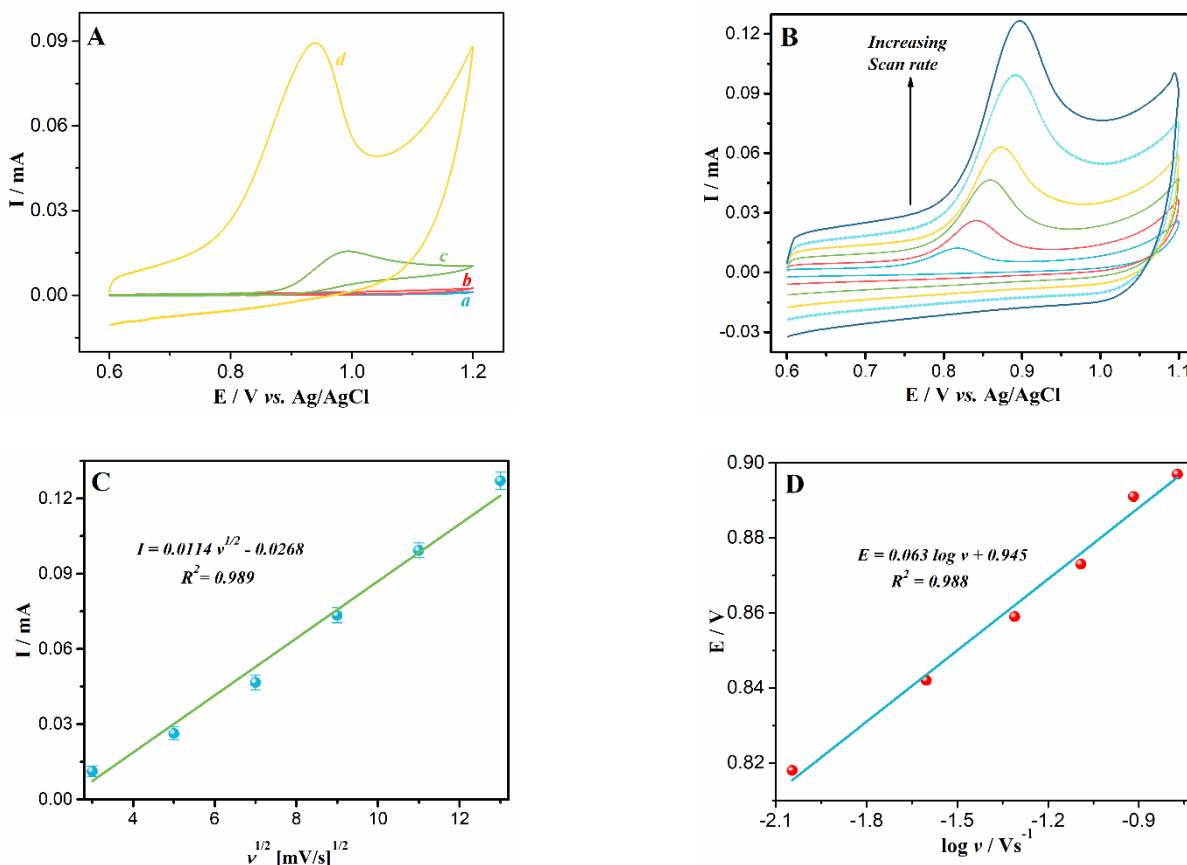 A
0.09
0.06
0.03
0.00
I / mA
d
c
b
a
0.6
0.8
1.0
1.2
E / V vs. Ag/AgCl
B
Increasing
Scan rate
0.12
0.09
0.06
0.03
0.00
-0.03
I / mA
0.6
0.7
0.8
0.9
1.0
1.1
E / V vs. Ag/AgCl
C
I = 0.0114 v^1/2 - 0.0268
R^2= 0.989
0.12
0.09
0.06
0.03
0.00
I / mA
4
6
8
10
12
v^1/2 [mV/s]^1/2
D
E = 0.063 log v + 0.945
R^2 = 0.988
0.90
0.88
0.86
0.84
0.82
E / V
-2.1
-1.8
-1.5
-1.2
-0.9
log v / Vs^-1